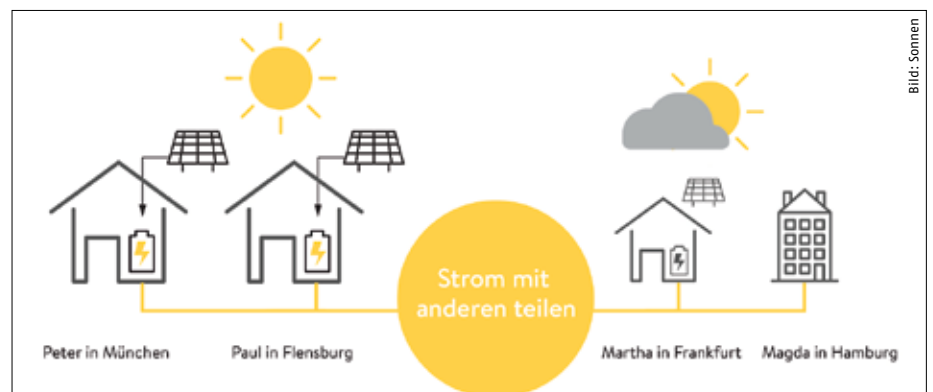 Bild: Sonnen
Strom mit
anderen teilen
Peter in München
Paul in Flensburg
Martha in Frankfurt
Magda in Hamburg